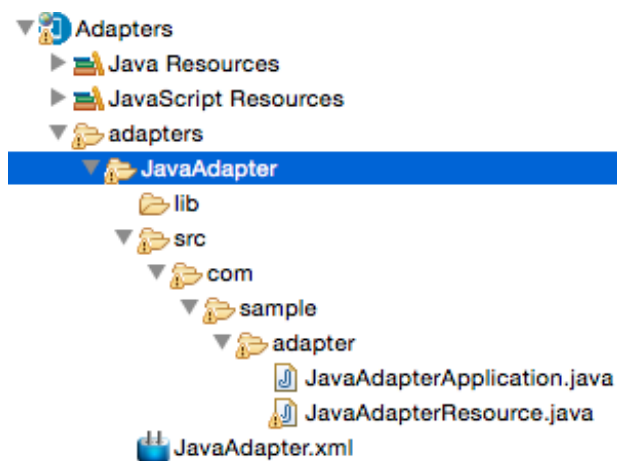 Adapters
Java Resources
JavaScript Resources
adapters
JavaAdapter
lib
src
com
sample
adapter
JavaAdapterApplication.java
JavaAdapterResource.java
JavaAdapter.xml